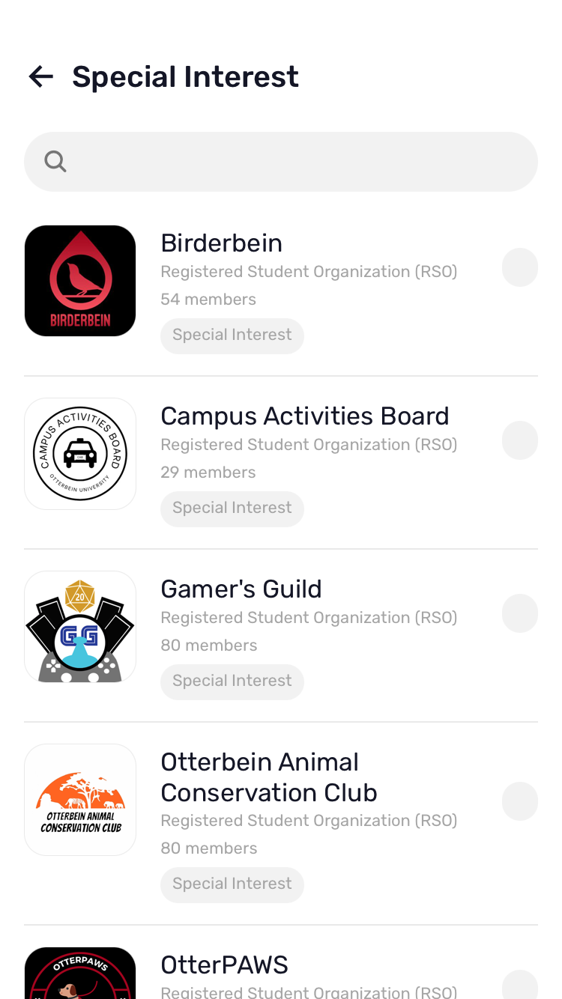 Special Interest
BIRDERBEIN
Birderbein
Registered Student Organization (RSO)
54 members
Special Interest
CAMPUS ACTIVITIES BOARD
CAB
OTTERBEIN UNIVERSITY
Campus Activities Board
Registered Student Organization (RSO)
29 members
Special Interest
20
GG
Gamer's Guild
Registered Student Organization (RSO)
80 members
Special Interest
OTTERBEIN ANIMAL
CONSERVATION CLUB
Otterbein Animal
Conservation Club
Registered Student Organization (RSO)
80 members
Special Interest
OTTERPAWS
OtterPAWS
Registered Student Organization (RSO)